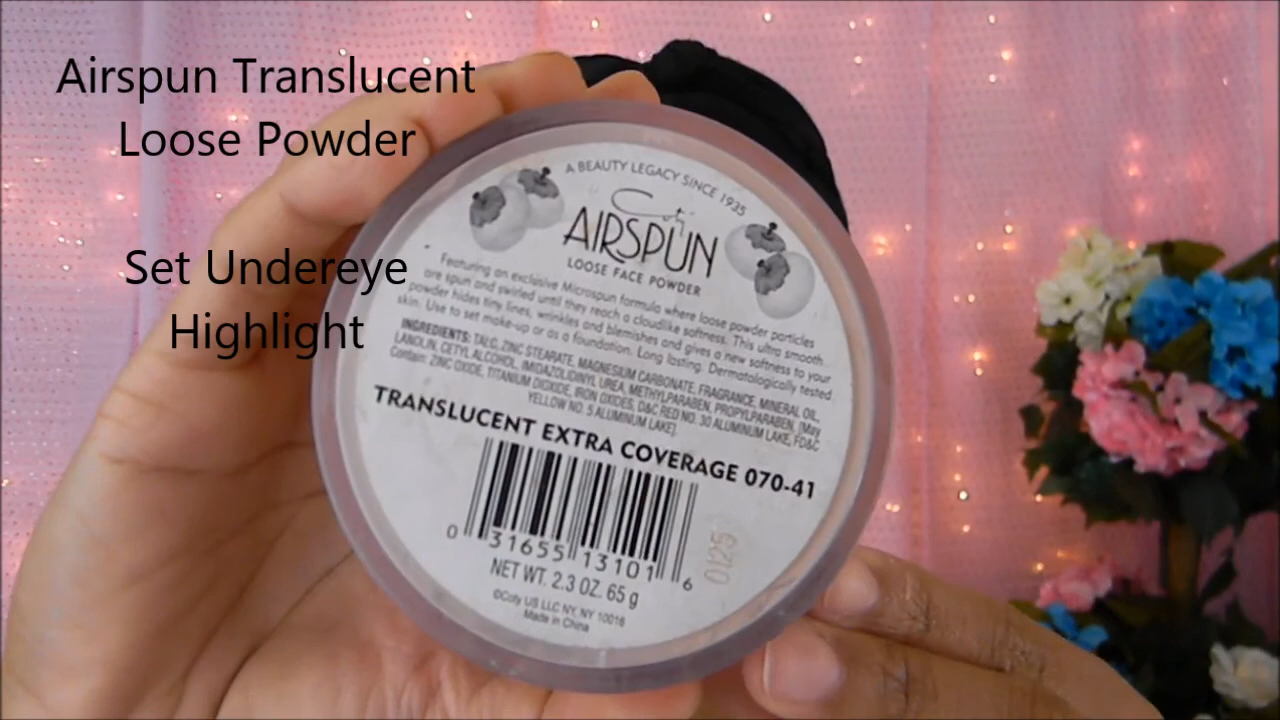 Airspun Translucent
Loose Powder
Set Undereye
Highlight
A BEAUTY LEGACY SINCE 1935
Coty
AIRSPUN
LOOSE FACE POWDER
Featuring an exclusive Microspun formula where loose powder particles
are spun and swirled until they reach a cloudlike softness. This ultra smooth
powder hides tiny lines, wrinkles and blemishes and gives a new softness to your
skin. Use to set make-up or as a foundation. Long lasting. Dermatologically tested
INGREDIENTS: TALC, ZINC STEARATE, MAGNESIUM CARBONATE, FRAGRANCE, MINERAL OIL,
LANOLIN, CETYL ALCOHOL, IMIDAZOLIDINYL UREA, METHYLPARABEN, PROPYLPARABEN, [May
Contain: ZINC OXIDE, TITANIUM DIOXIDE, IRON OXIDES, D&C RED NO. 30 ALUMINUM LAKE, FD&C
YELLOW NO. 5 ALUMINUM LAKE].
TRANSLUCENT EXTRA COVERAGE 070-41
0 31655 13101 6
0125
NET WT. 2.3 OZ. 65 g
©Coty US LLC NY, NY 10016
Made in China